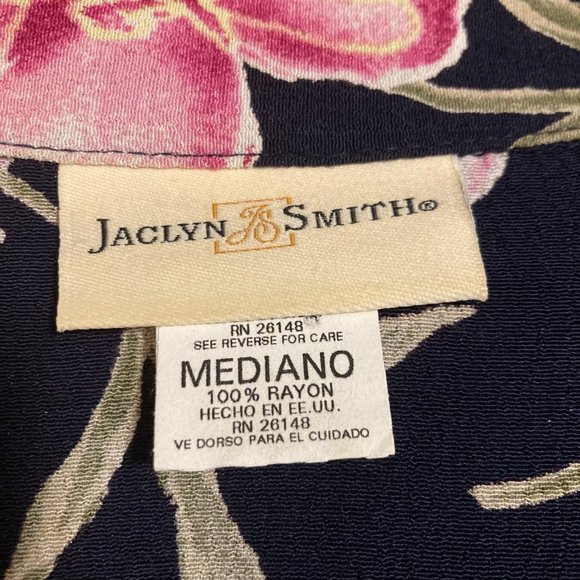 JACLYN JS SMITH®
RN 26148
SEE REVERSE FOR CARE
MEDIANO
100% RAYON
HECHO EN EE.UU.
RN 26148
VE DORSO PARA EL CUIDADO